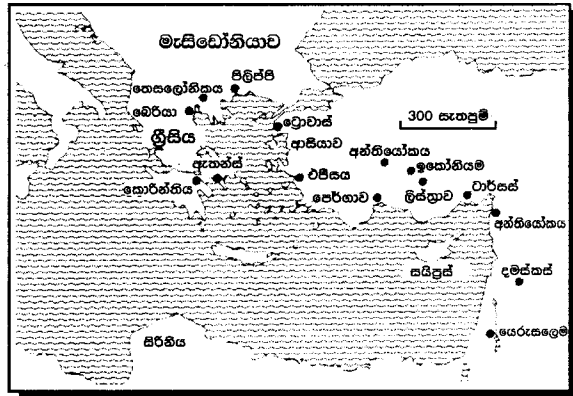 මැසිඩෝනියාව
පිලිප්පි
තෙසලෝනිකය
බෙරියා
ට්‍රොවාස්
300 සැතපුම්
ග්‍රීසිය
ආසියාව
අන්තියෝකය
ඇතන්ස්
ඉකෝනියම
එපීසය
කොරින්තිය
පෙර්ගාව
ලිස්ත්‍රාව
ටාර්සස්
අන්තියෝකය
සයිප්‍රස්
දමස්කස්
යෙරුසලෙම
සිරිනීය